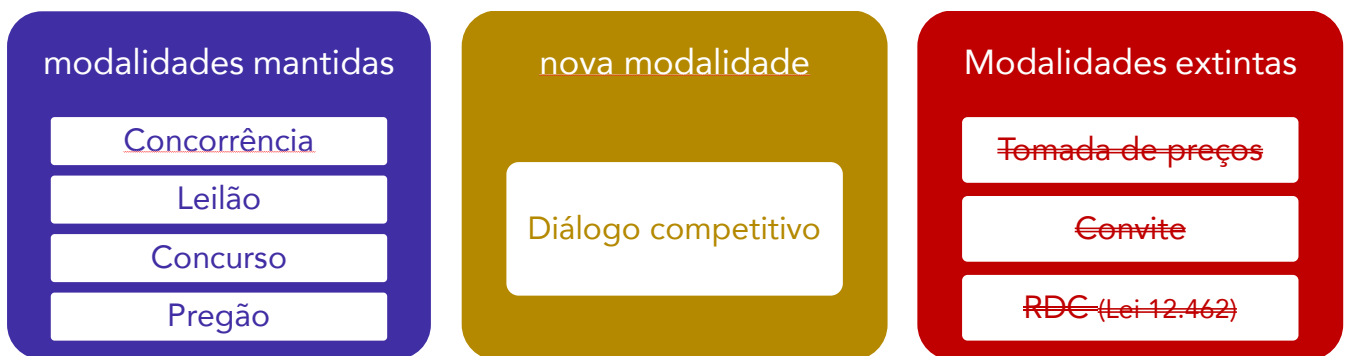 modalidades mantidas
Concorrência
Leilão
Concurso
Pregão
nova modalidade
Diálogo competitivo
Modalidades extintas
Tomada de preços
Convite
RDC (Lei 12.462)